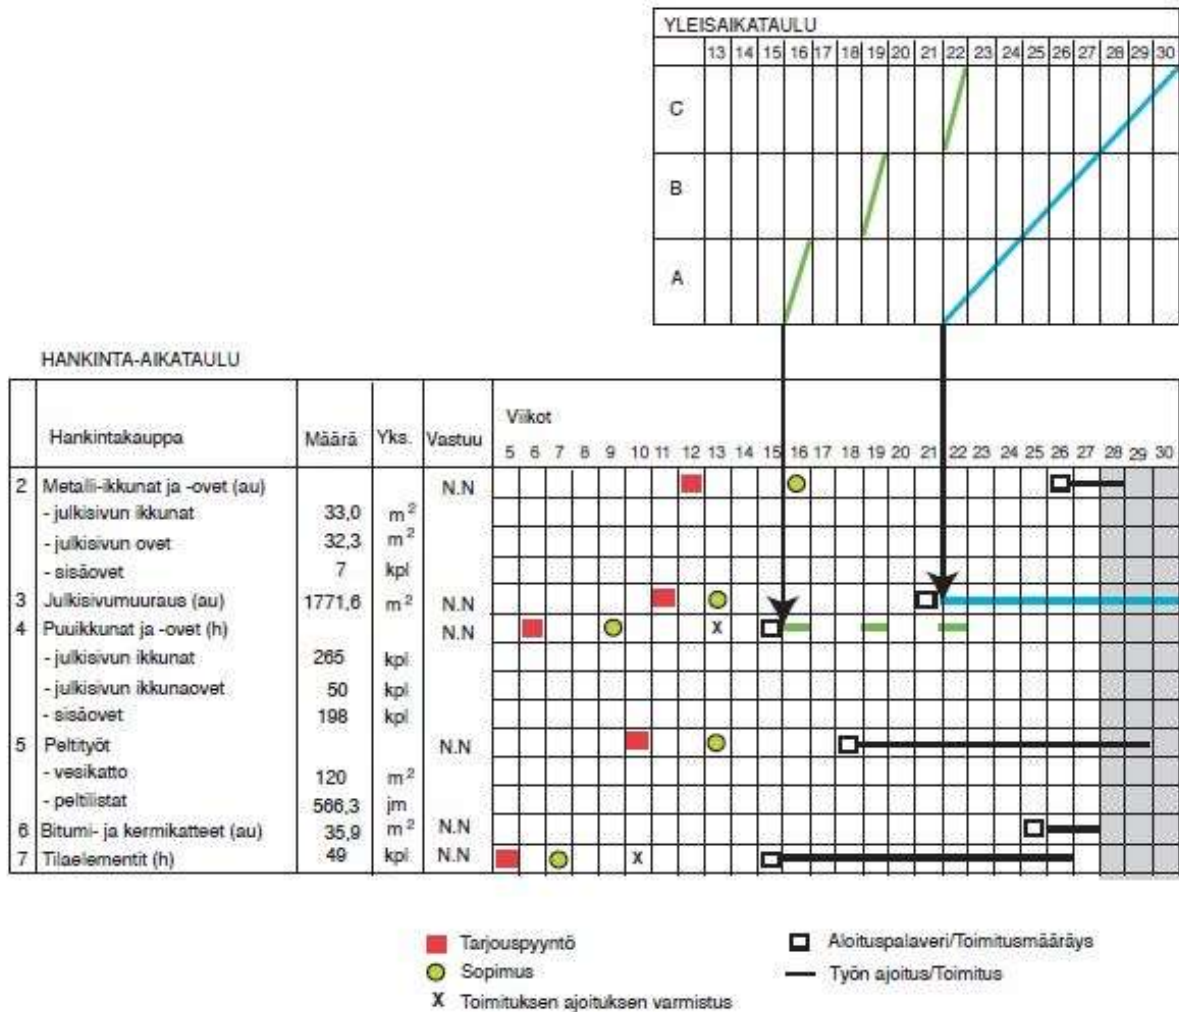 YLEISAIKATAULU
13 14 15 16 17 18 19 20 21 22 23 24 25 26 27 28 29 30
C
B
A
HANKINTA-AIKATAULU
Hankintakauppa Määrä Yks. Vastuu Viikot
5 6 7 8 9 10 11 12 13 14 15 16 17 18 19 20 21 22 23 24 25 26 27 28 29 30
2 Metalli-ikkunat ja -ovet (au) N.N
- julkisivun ikkunat 33,0 m²
- julkisivun ovet 32,3 m²
- sisäovet 7 kpl
3 Julkisivumuuraus (au) 1771,6 m² N.N
4 Puuikkunat ja -ovet (h) N.N X
- julkisivun ikkunat 265 kpl
- julkisivun ikkunaovet 50 kpl
- sisäovet 198 kpl
5 Peltityöt N.N
- vesikatto 120 m²
- peltilistat 566,3 jm
6 Bitumi- ja kermikatteet (au) 35,9 m² N.N
7 Tilaelementit (h) 49 kpl N.N X
Tarjouspyyntö
Sopimus
X Toimituksen ajoituksen varmistus
Aloituspalaveri/Toimitusmääräys
Työn ajoitus/Toimitus